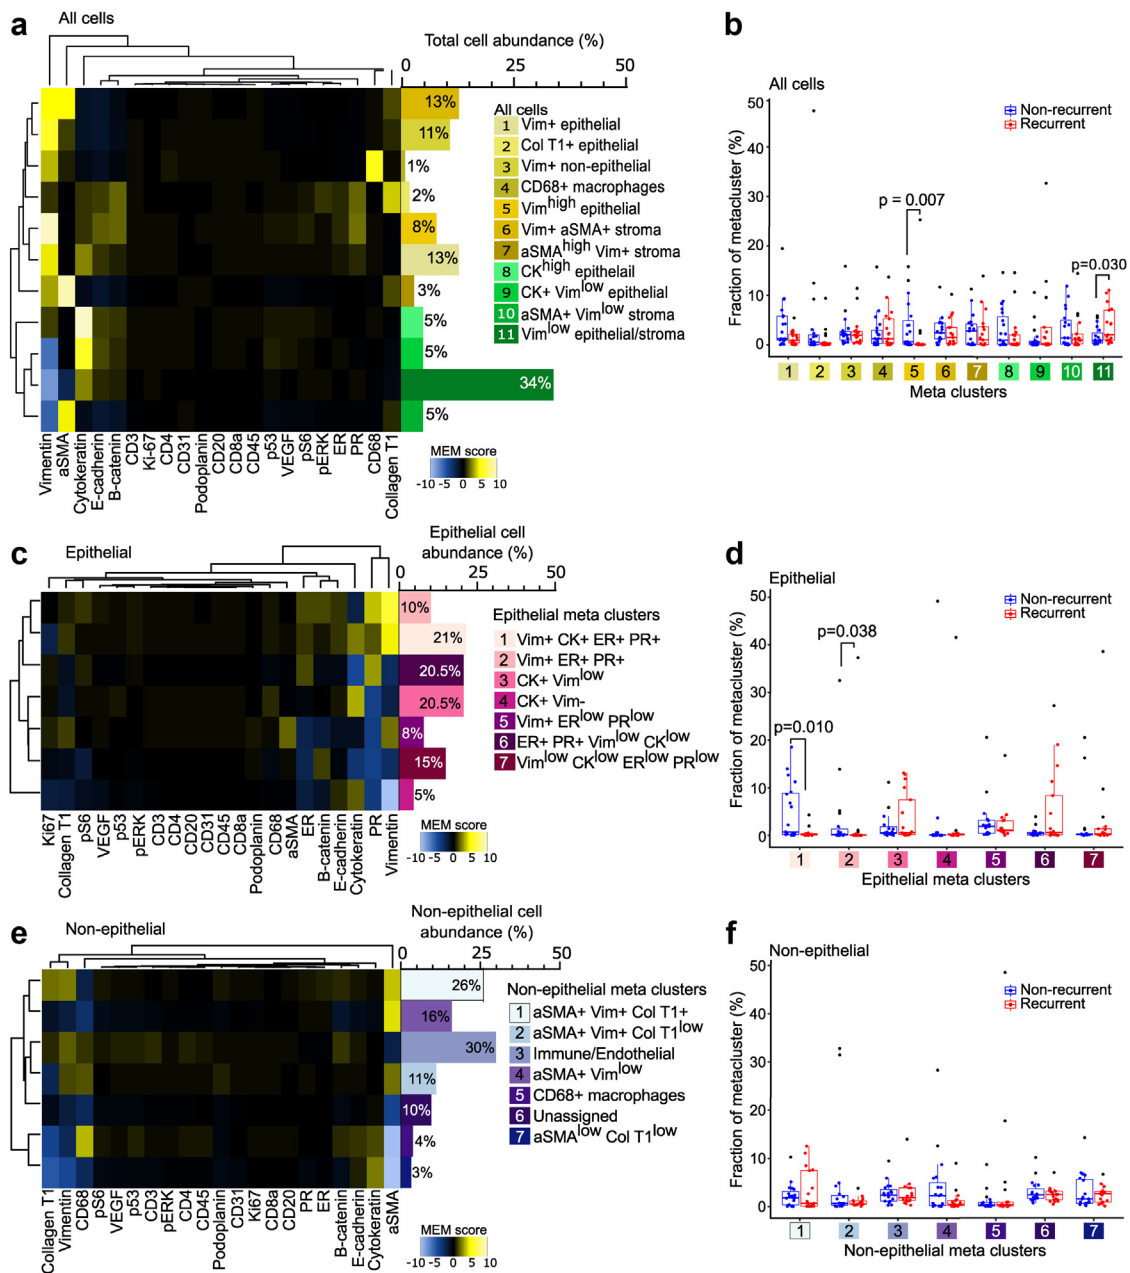 a
All cells
Total cell abundance (%)
0 25 50
13%
11%
1%
2%
8%
13%
3%
5%
5%
34%
5%
All cells
1 Vim+ epithelial
2 Col T1+ epithelial
3 Vim+ non-epithelial
4 CD68+ macrophages
5 Vimhigh epithelial
6 Vim+ aSMA+ stroma
7 aSMAhigh Vim+ stroma
8 CKhigh epithelail
9 CK+ Vimlow epithelial
10 aSMA+ Vimlow stroma
11 Vimlow epithelial/stroma
Vimentin
aSMA
Cytokeratin
E-cadherin
B-catenin
CD3
Ki-67
CD4
CD31
Podoplanin
CD20
CD8a
CD45
p53
VEGF
pS6
pERK
ER
PR
CD68
Collagen T1
MEM score
-10 -5 0 5 10
b
All cells
Non-recurrent
Recurrent
Fraction of metacluster (%)
50
40
30
20
10
0
p = 0.007
p=0.030
1 2 3 4 5 6 7 8 9 10 11
Meta clusters
c
Epithelial
Epithelial cell
abundance (%)
0 25 50
10%
21%
20.5%
20.5%
8%
15%
5%
Epithelial meta clusters
1 Vim+ CK+ ER+ PR+
2 Vim+ ER+ PR+
3 CK+ Vimlow
4 CK+ Vim-
5 Vim+ ERlow PRlow
6 ER+ PR+ Vimlow CKlow
7 Vimlow CKlow ERlow PRlow
Ki67
Collagen T1
pS6
VEGF
p53
pERK
CD3
CD4
CD20
CD31
CD45
CD8a
Podoplanin
CD68
aSMA
ER
B-catenin
E-cadherin
Cytokeratin
PR
Vimentin
MEM score
-10 -5 0 5 10
d
Epithelial
Non-recurrent
Recurrent
Fraction of metacluster (%)
50
40
30
20
10
0
p=0.010
p=0.038
1 2 3 4 5 6 7
Epithelial meta clusters
e
Non-epithelial
Non-epithelial cell
abundance (%)
0 25 50
26%
16%
30%
11%
10%
4%
3%
Non-epithelial meta clusters
1 aSMA+ Vim+ Col T1+
2 aSMA+ Vim+ Col T1low
3 Immune/Endothelial
4 aSMA+ Vimlow
5 CD68+ macrophages
6 Unassigned
7 aSMAlow Col T1low
Collagen T1
Vimentin
CD68
pS6
VEGF
p53
CD3
pERK
CD4
CD45
Podoplanin
CD31
Ki67
CD8a
CD20
PR
ER
B-catenin
E-cadherin
Cytokeratin
aSMA
MEM score
-10 -5 0 5 10
f
Non-epithelial
Non-recurrent
Recurrent
Fraction of metacluster (%)
50
40
30
20
10
0
1 2 3 4 5 6 7
Non-epithelial meta clusters